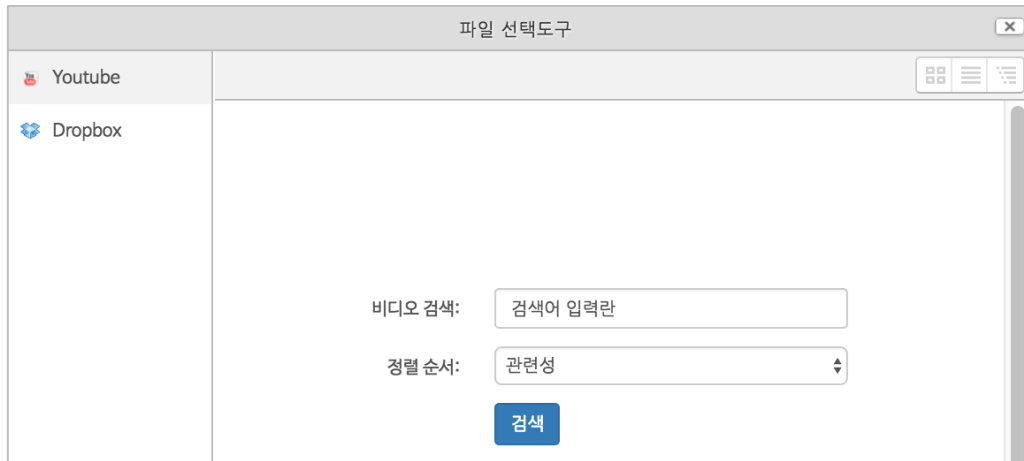 파일 선택도구
Youtube
Dropbox
비디오 검색:
검색어 입력란
정렬 순서:
관련성
검색